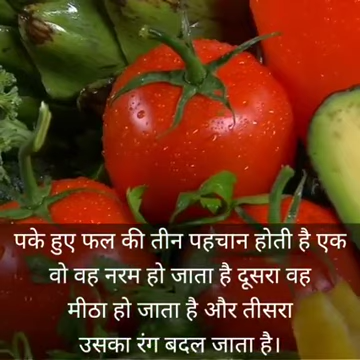 पके हुए फल की तीन पहचान होती है एक
वो वह नरम हो जाता है दूसरा वह
मीठा हो जाता है और तीसरा
उसका रंग बदल जाता है।